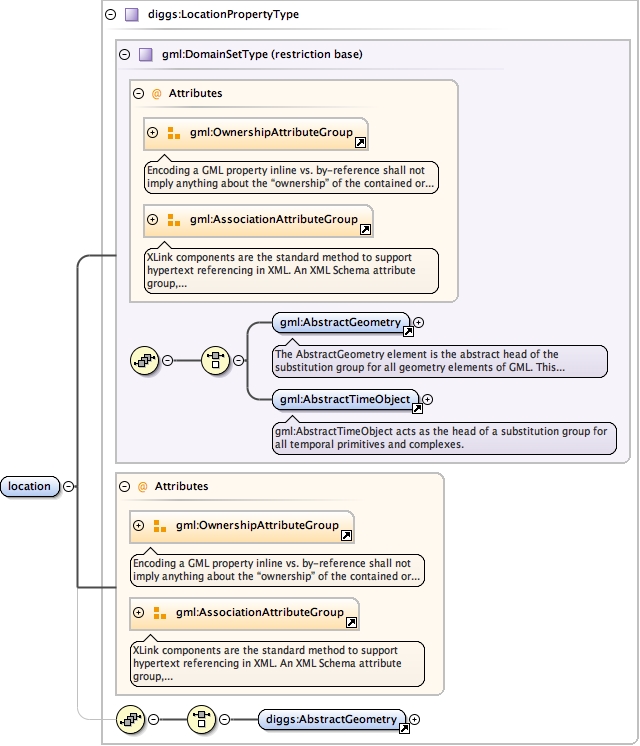 diggs:LocationPropertyType
gml:DomainSetType (restriction base)
@ Attributes
gml:OwnershipAttributeGroup
Encoding a GML property inline vs. by-reference shall not
imply anything about the “ownership” of the contained or...
gml:AssociationAttributeGroup
XLink components are the standard method to support
hypertext referencing in XML. An XML Schema attribute
group,...
gml:AbstractGeometry
The AbstractGeometry element is the abstract head of the
substitution group for all geometry elements of GML. This...
gml:AbstractTimeObject
gml:AbstractTimeObject acts as the head of a substitution group for
all temporal primitives and complexes.
location
@ Attributes
gml:OwnershipAttributeGroup
Encoding a GML property inline vs. by-reference shall not
imply anything about the “ownership” of the contained or...
gml:AssociationAttributeGroup
XLink components are the standard method to support
hypertext referencing in XML. An XML Schema attribute
group,...
diggs:AbstractGeometry